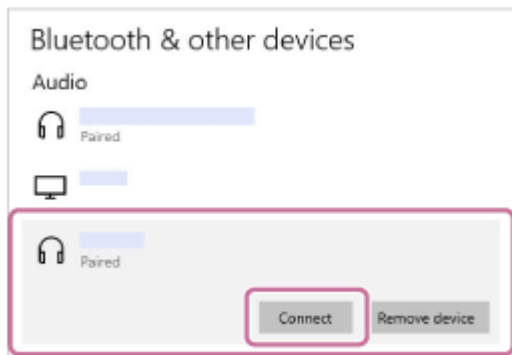 Bluetooth & other devices
Audio
Paired
Paired
Connect
Remove device